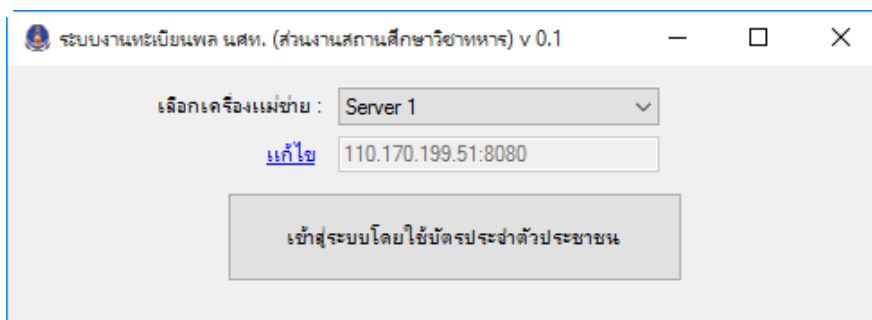 ระบบงานทะเบียนพล นศท. (ส่วนงานสถานศึกษาวิชาทหาร) v 0.1
เลือกเครื่องแม่ข่าย : Server 1
แก้ไข 110.170.199.51:8080
เข้าสู่ระบบโดยใช้บัตรประจำตัวประชาชน